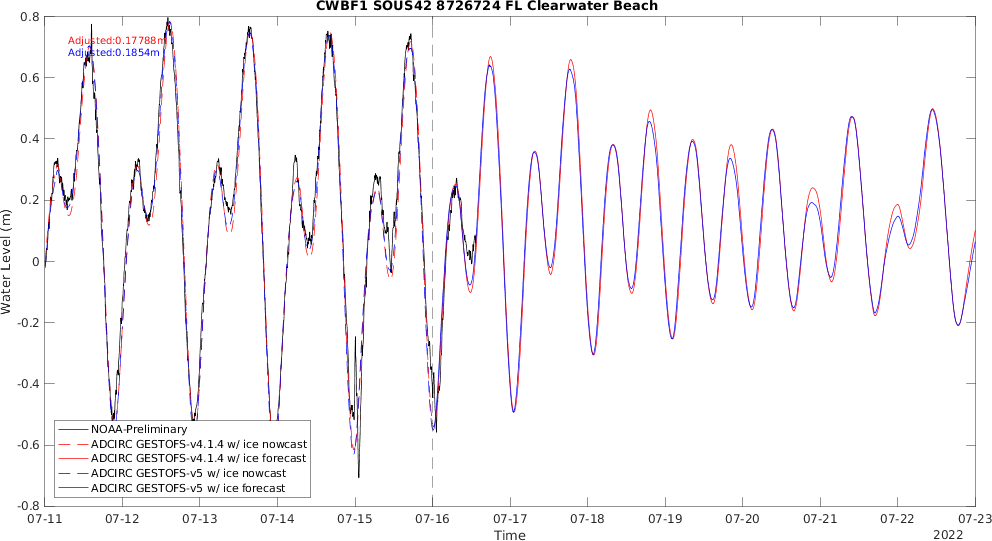 CWBF1 SOUS42 8726724 FL Clearwater Beach
Adjusted:0.17788m
Adjusted:0.1854m
Water Level (m)
0.8
0.6
0.4
0.2
0
-0.2
-0.4
-0.6
-0.8
NOAA-Preliminary
ADCIRC GESTOFS-v4.1.4 w/ ice nowcast
ADCIRC GESTOFS-v4.1.4 w/ ice forecast
ADCIRC GESTOFS-v5 w/ ice nowcast
ADCIRC GESTOFS-v5 w/ ice forecast
07-11 07-12 07-13 07-14 07-15 07-16 07-17 07-18 07-19 07-20 07-21 07-22 07-23
Time
2022